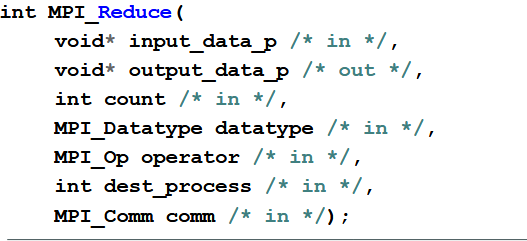 int MPI_Reduce(
void* input_data_p /* in */,
void* output_data_p /* out */,
int count /* in */,
MPI_Datatype datatype /* in */,
MPI_Op operator /* in */,
int dest_process /* in */,
MPI_Comm comm /* in */);